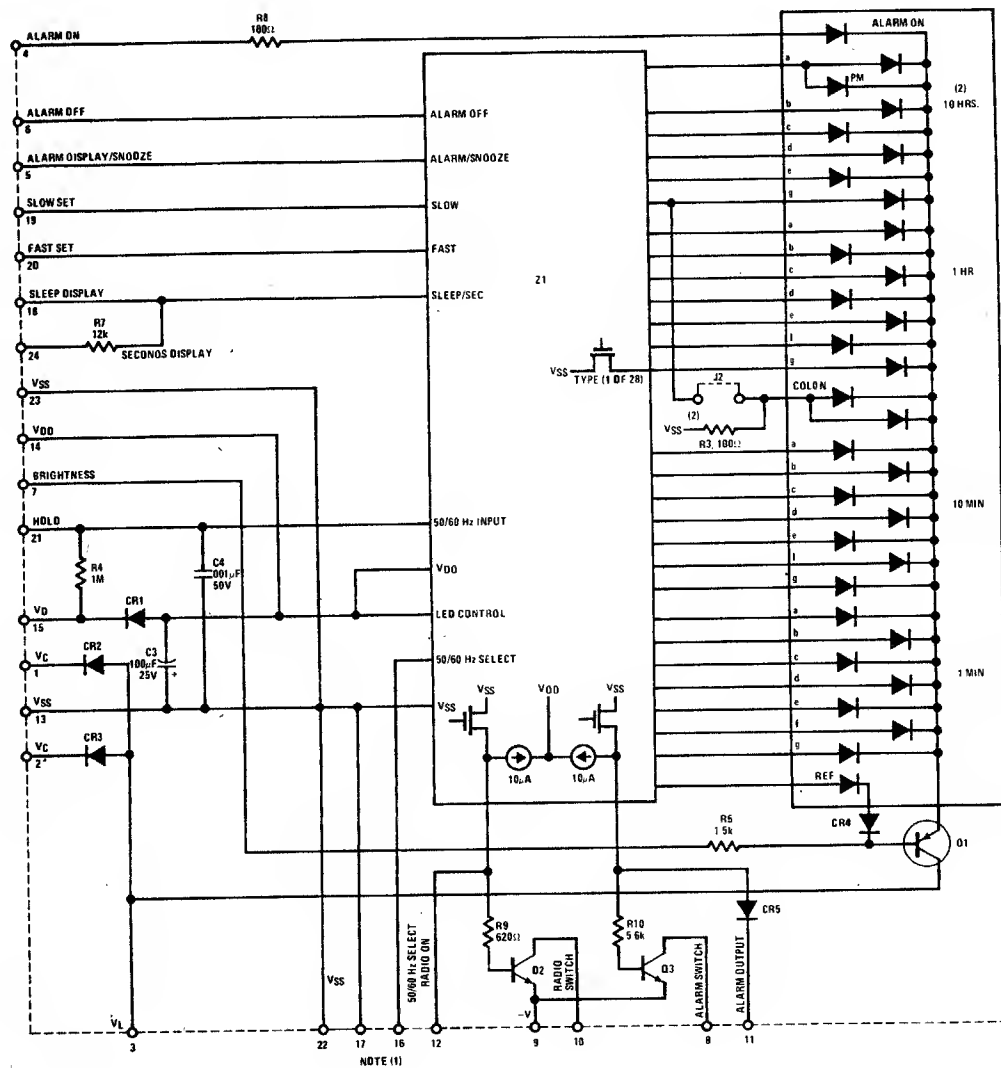 ALARM ON
4
R8
180Ω
ALARM ON
a
PM
(2)
10 HRS.
ALARM OFF
6
ALARM OFF
b
c
ALARM DISPLAY/SNOOZE
5
ALARM/SNOOZE
d
e
SLOW SET
19
SLOW
g
FAST SET
20
FAST
a
b
Z1
c
1 HR
SLEEP DISPLAY
18
SLEEP/SEC
d
e
R7
12k
24
SECONDS DISPLAY
f
g
VSS
TYPE (1 OF 28)
VSS
23
J2
COLON
(2)
VSS
R3, 180Ω
VDD
14
a
b
BRIGHTNESS
7
c
10 MIN
HOLD
21
50/60 Hz INPUT
d
e
R4
1M
C4
001μF
50V
VDD
f
g
VD
15
CR1
LED CONTROL
a
b
VC
1
CR2
C3
100μF
25V
+
50/60 Hz SELECT
c
1 MIN
d
VSS
13
VSS
VSS
VDD
VSS
e
f
VC
2
CR3
10μA
10μA
g
REF
CR4
R5
1 5k
Q1
R9
620Ω
R10
5 6k
CR5
Q2
Q3
VSS
50/60 Hz SELECT
RADIO ON
RADIO
SWITCH
ALARM SWITCH
ALARM OUTPUT
VL
-V
3
22
17
16
12
9
10
8
11
NOTE (1)